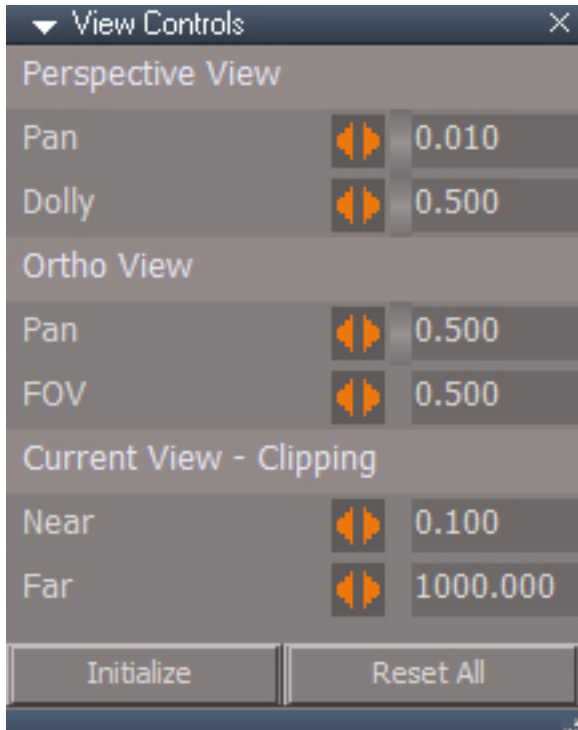 View Controls
Perspective View
Pan 0.010
Dolly 0.500
Ortho View
Pan 0.500
FOV 0.500
Current View - Clipping
Near 0.100
Far 1000.000
Initialize Reset All